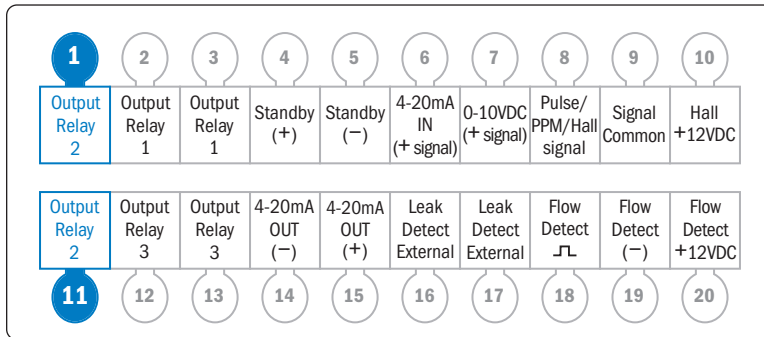 1 2 3 4 5 6 7 8 9 10
Output Relay 2
Output Relay 1
Output Relay 1
Standby (+)
Standby (−)
4-20mA IN (+ signal)
0-10VDC (+ signal)
Pulse/ PPM/Hall signal
Signal Common
Hall +12VDC
Output Relay 2
Output Relay 3
Output Relay 3
4-20mA OUT (−)
4-20mA OUT (+)
Leak Detect External
Leak Detect External
Flow Detect
Flow Detect (−)
Flow Detect +12VDC
11 12 13 14 15 16 17 18 19 20